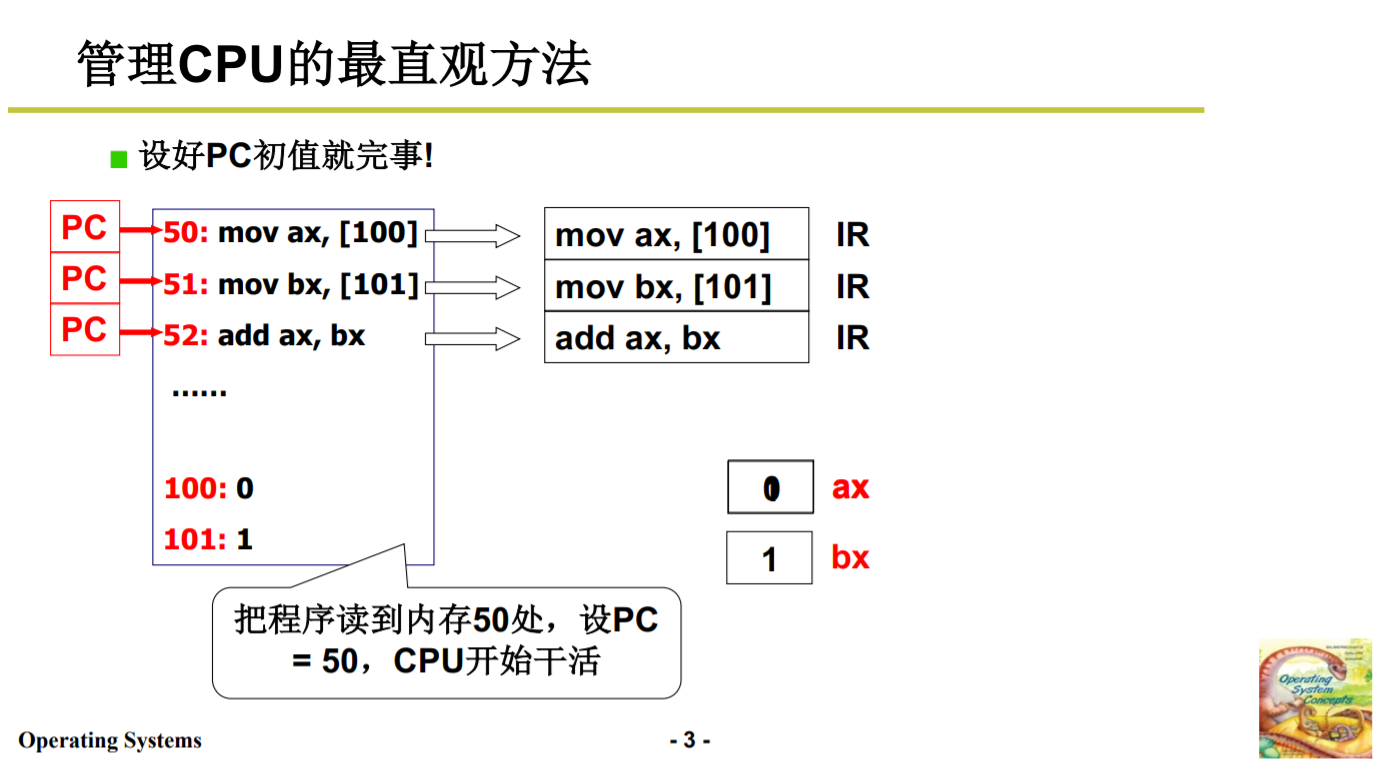 管理CPU的最直观方法
设好PC初值就完事!
PC 50: mov ax, [100] mov ax, [100] IR
PC 51: mov bx, [101] mov bx, [101] IR
PC 52: add ax, bx add ax, bx IR
......
100: 0
ax
101: 1
1 bx
把程序读到内存50处，设PC
= 50，CPU开始干活
Operating
System
Concepts
Operating Systems
- 3 -